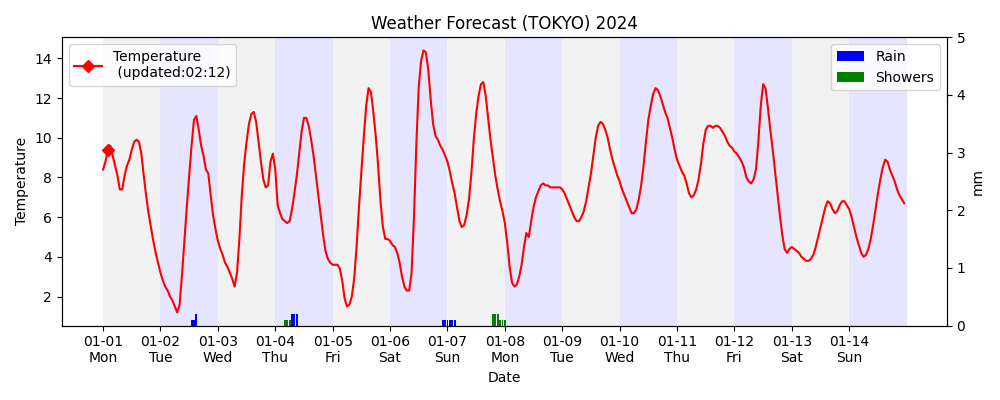 Weather Forecast (TOKYO) 2024
Temperature
(updated:02:12)
Rain
Showers
Temperature
14
12
10
8
6
4
2
5
4
3
2
1
0
mm
01-01 01-02 01-03 01-04 01-05 01-06 01-07 01-08 01-09 01-10 01-11 01-12 01-13 01-14
Mon Tue Wed Thu Fri Sat Sun Mon Tue Wed Thu Fri Sat Sun
Date